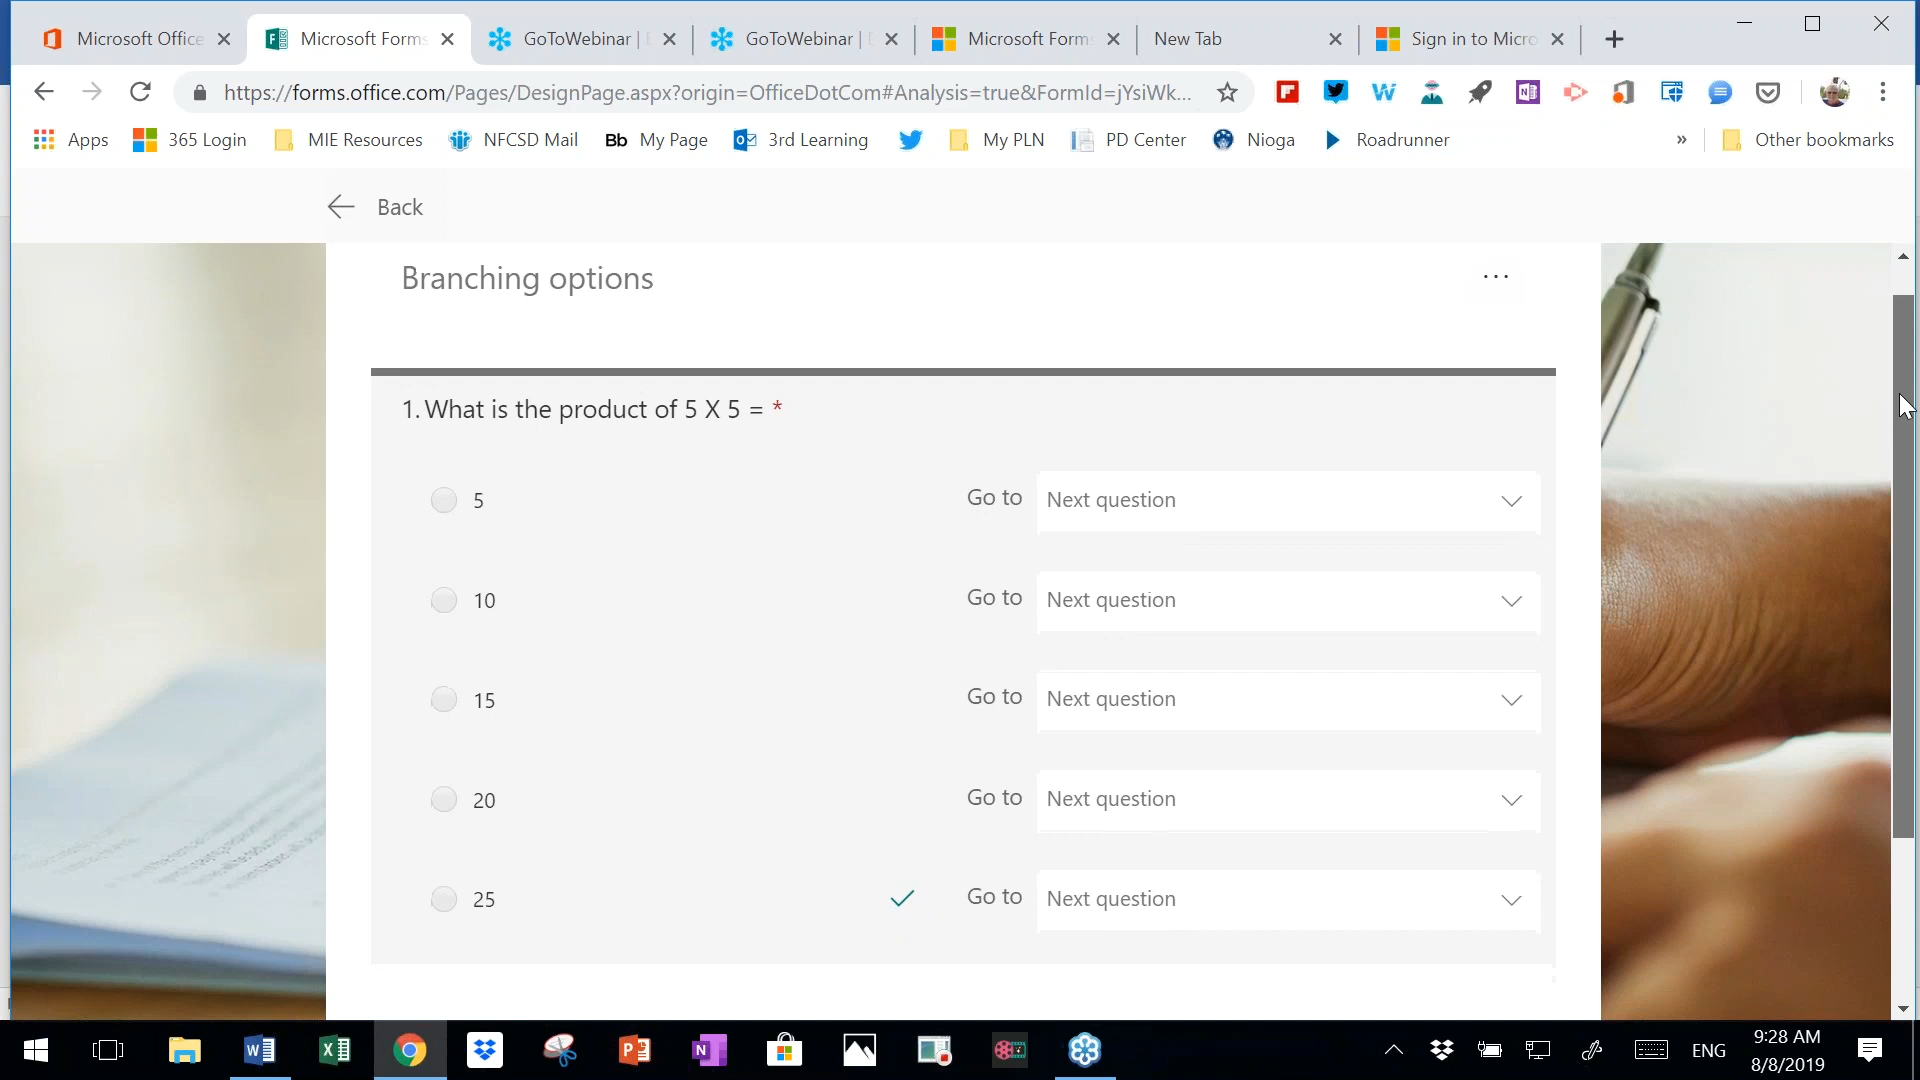 Microsoft Office
Microsoft Forms
GoToWebinar |
GoToWebinar |
Microsoft Forms
New Tab
Sign in to Micro
https://forms.office.com/Pages/DesignPage.aspx?origin=OfficeDotCom#Analysis=true&FormId=jYsiWk...
Apps
365 Login
MIE Resources
NFCSD Mail
Bb My Page
3rd Learning
My PLN
PD Center
Nioga
Roadrunner
»
Other bookmarks
Back
Branching options
...
1. What is the product of 5 X 5 = *
5 Go to Next question
10 Go to Next question
15 Go to Next question
20 Go to Next question
25 Go to Next question
ENG
9:28 AM
8/8/2019